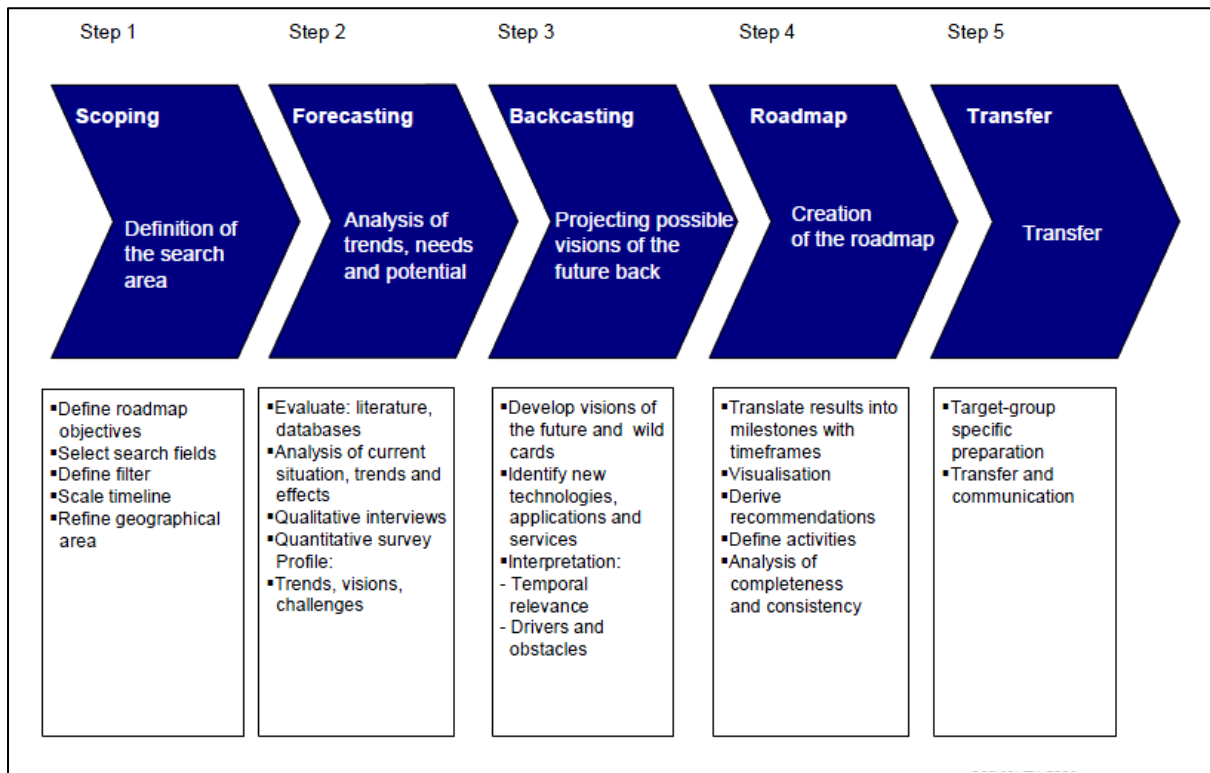 Step 1
Step 2
Step 3
Step 4
Step 5
Scoping
Definition of
the search
area
Forecasting
Analysis of
trends, needs
and potential
Backcasting
Projecting possible
visions of the
future back
Roadmap
Creation
of the roadmap
Transfer
Transfer
▪Define roadmap
objectives
▪Select search fields
▪Define filter
▪Scale timeline
▪Refine geographical
area
▪Evaluate: literature,
databases
▪Analysis of current
situation, trends and
effects
▪Qualitative interviews
▪Quantitative survey
Profile:
▪Trends, visions,
challenges
▪Develop visions of
the future and wild
cards
▪Identify new
technologies,
applications and
services
▪Interpretation:
- Temporal
relevance
- Drivers and
obstacles
▪Translate results into
milestones with
timeframes
▪Visualisation
▪Derive
recommendations
▪Define activities
▪Analysis of
completeness
and consistency
▪Target-group
specific
preparation
▪Transfer and
communication